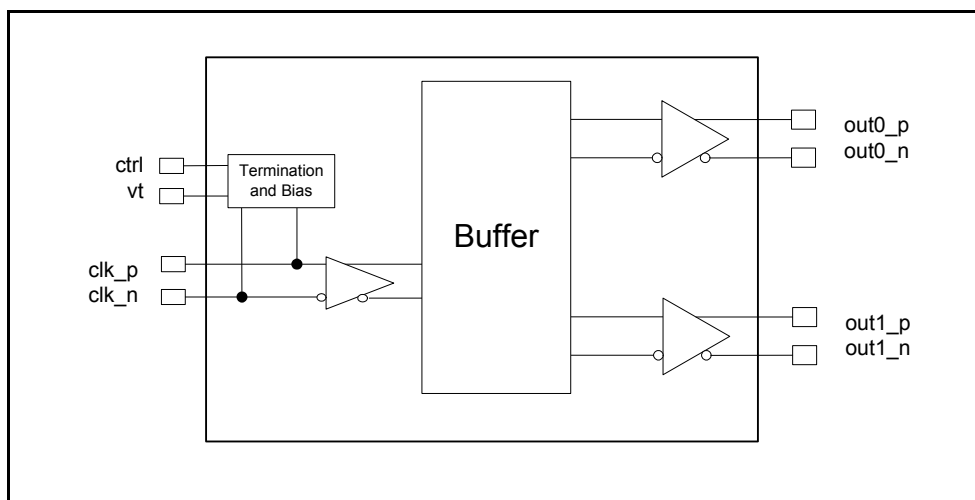 ctrl
vt
clk_p
clk_n
Termination
and Bias
Buffer
out0_p
out0_n
out1_p
out1_n